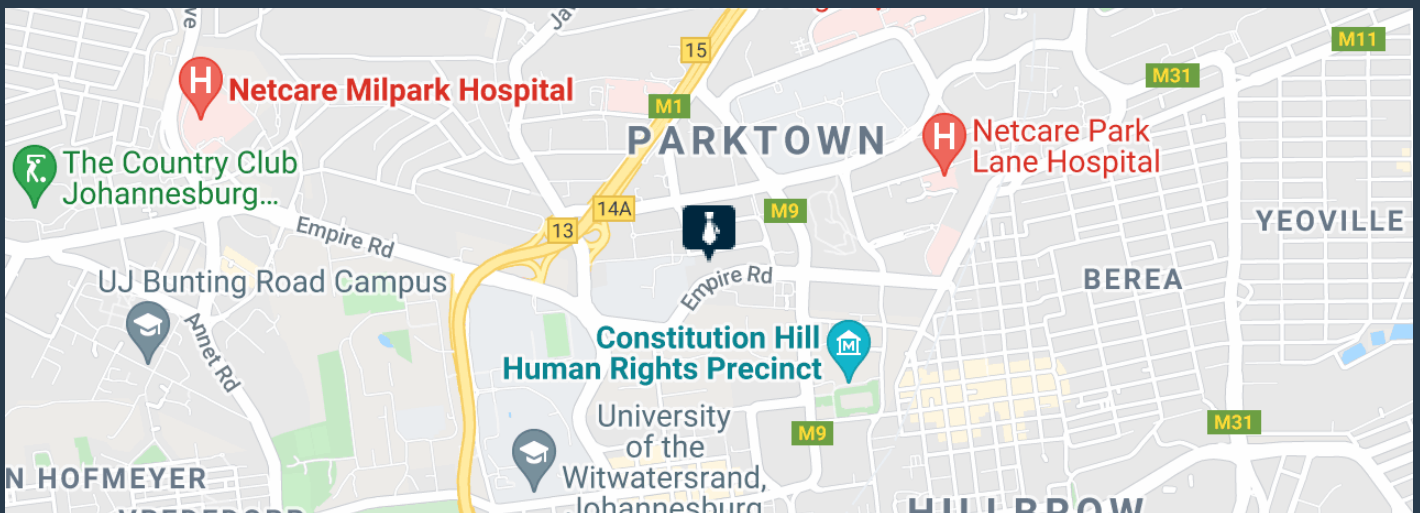 15
M11
M31
H
Netcare Milpark Hospital
M1
PARKTOWN
H
Netcare Park
Lane Hospital
The Country Club
Johannesburg...
14A
M9
13
YEOVILLE
Empire Rd
BEREA
UJ Bunting Road Campus
Empire Rd
Annet Rd
Constitution Hill
Human Rights Precinct
M
University
of the
Witwatersrand,
Johannesburg
M9
M31
N HOFMEYER
HILLBROW